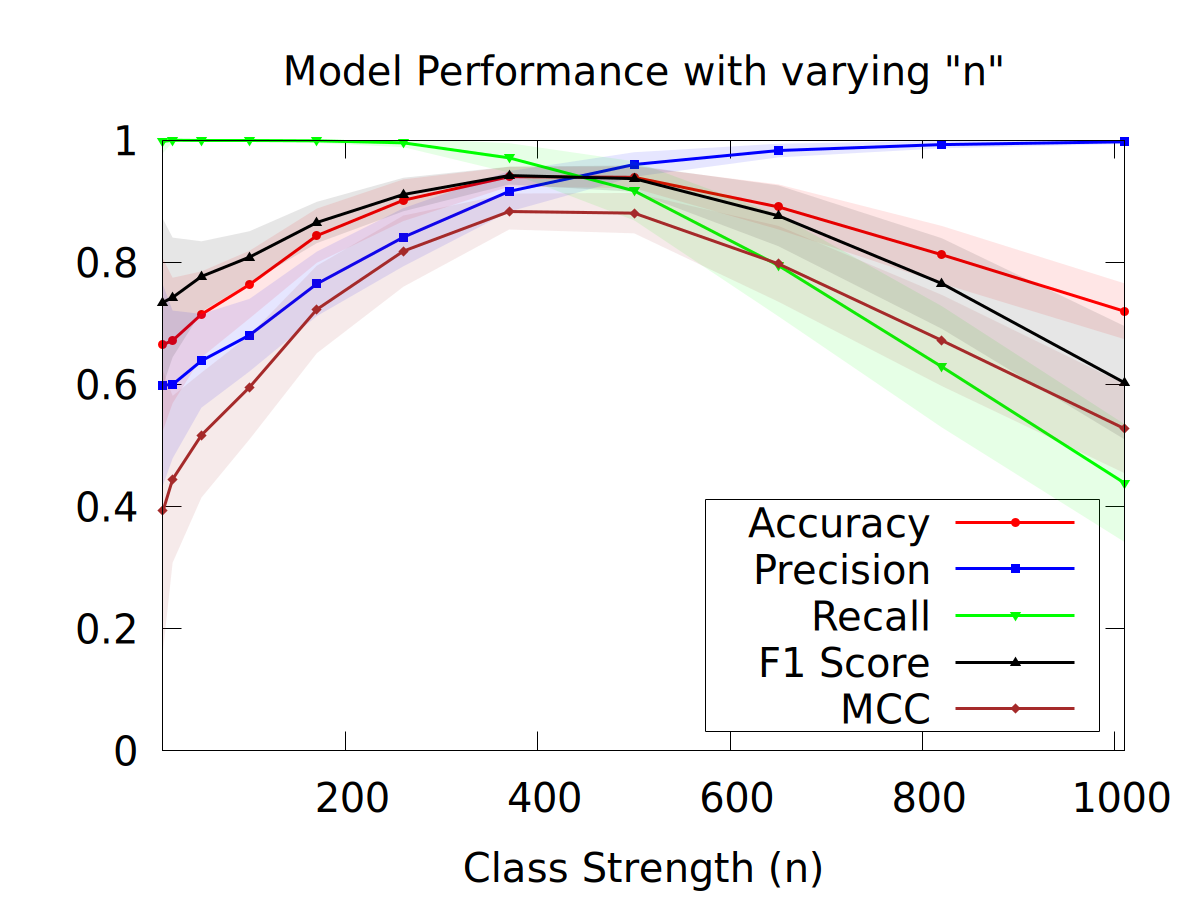 Model Performance with varying "n"
1
0.8
0.6
0.4
0.2
0
Accuracy
Precision
Recall
F1 Score
MCC
200 400 600 800 1000
Class Strength (n)